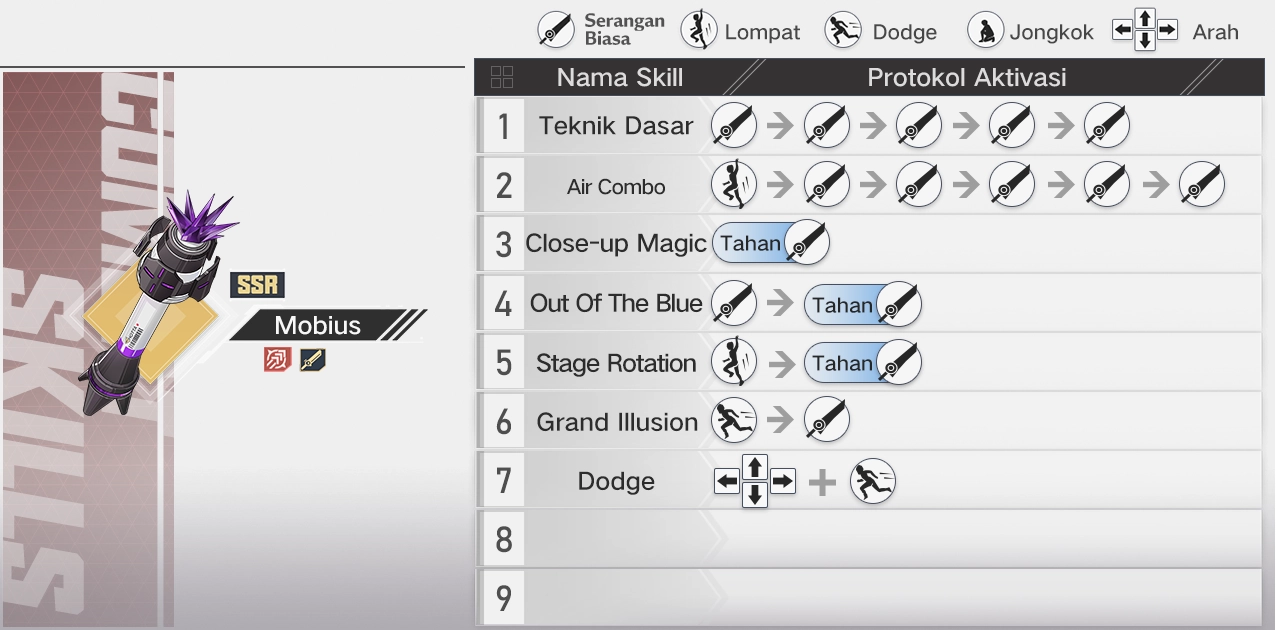 Serangan
Biasa
Lompat
Dodge
Jongkok
Arah
Nama Skill
Protokol Aktivasi
COMBO
SKILLS
SSR
Mobius
1 Teknik Dasar
2 Air Combo
3 Close-up Magic Tahan
4 Out Of The Blue Tahan
5 Stage Rotation Tahan
6 Grand Illusion
7 Dodge
8
9